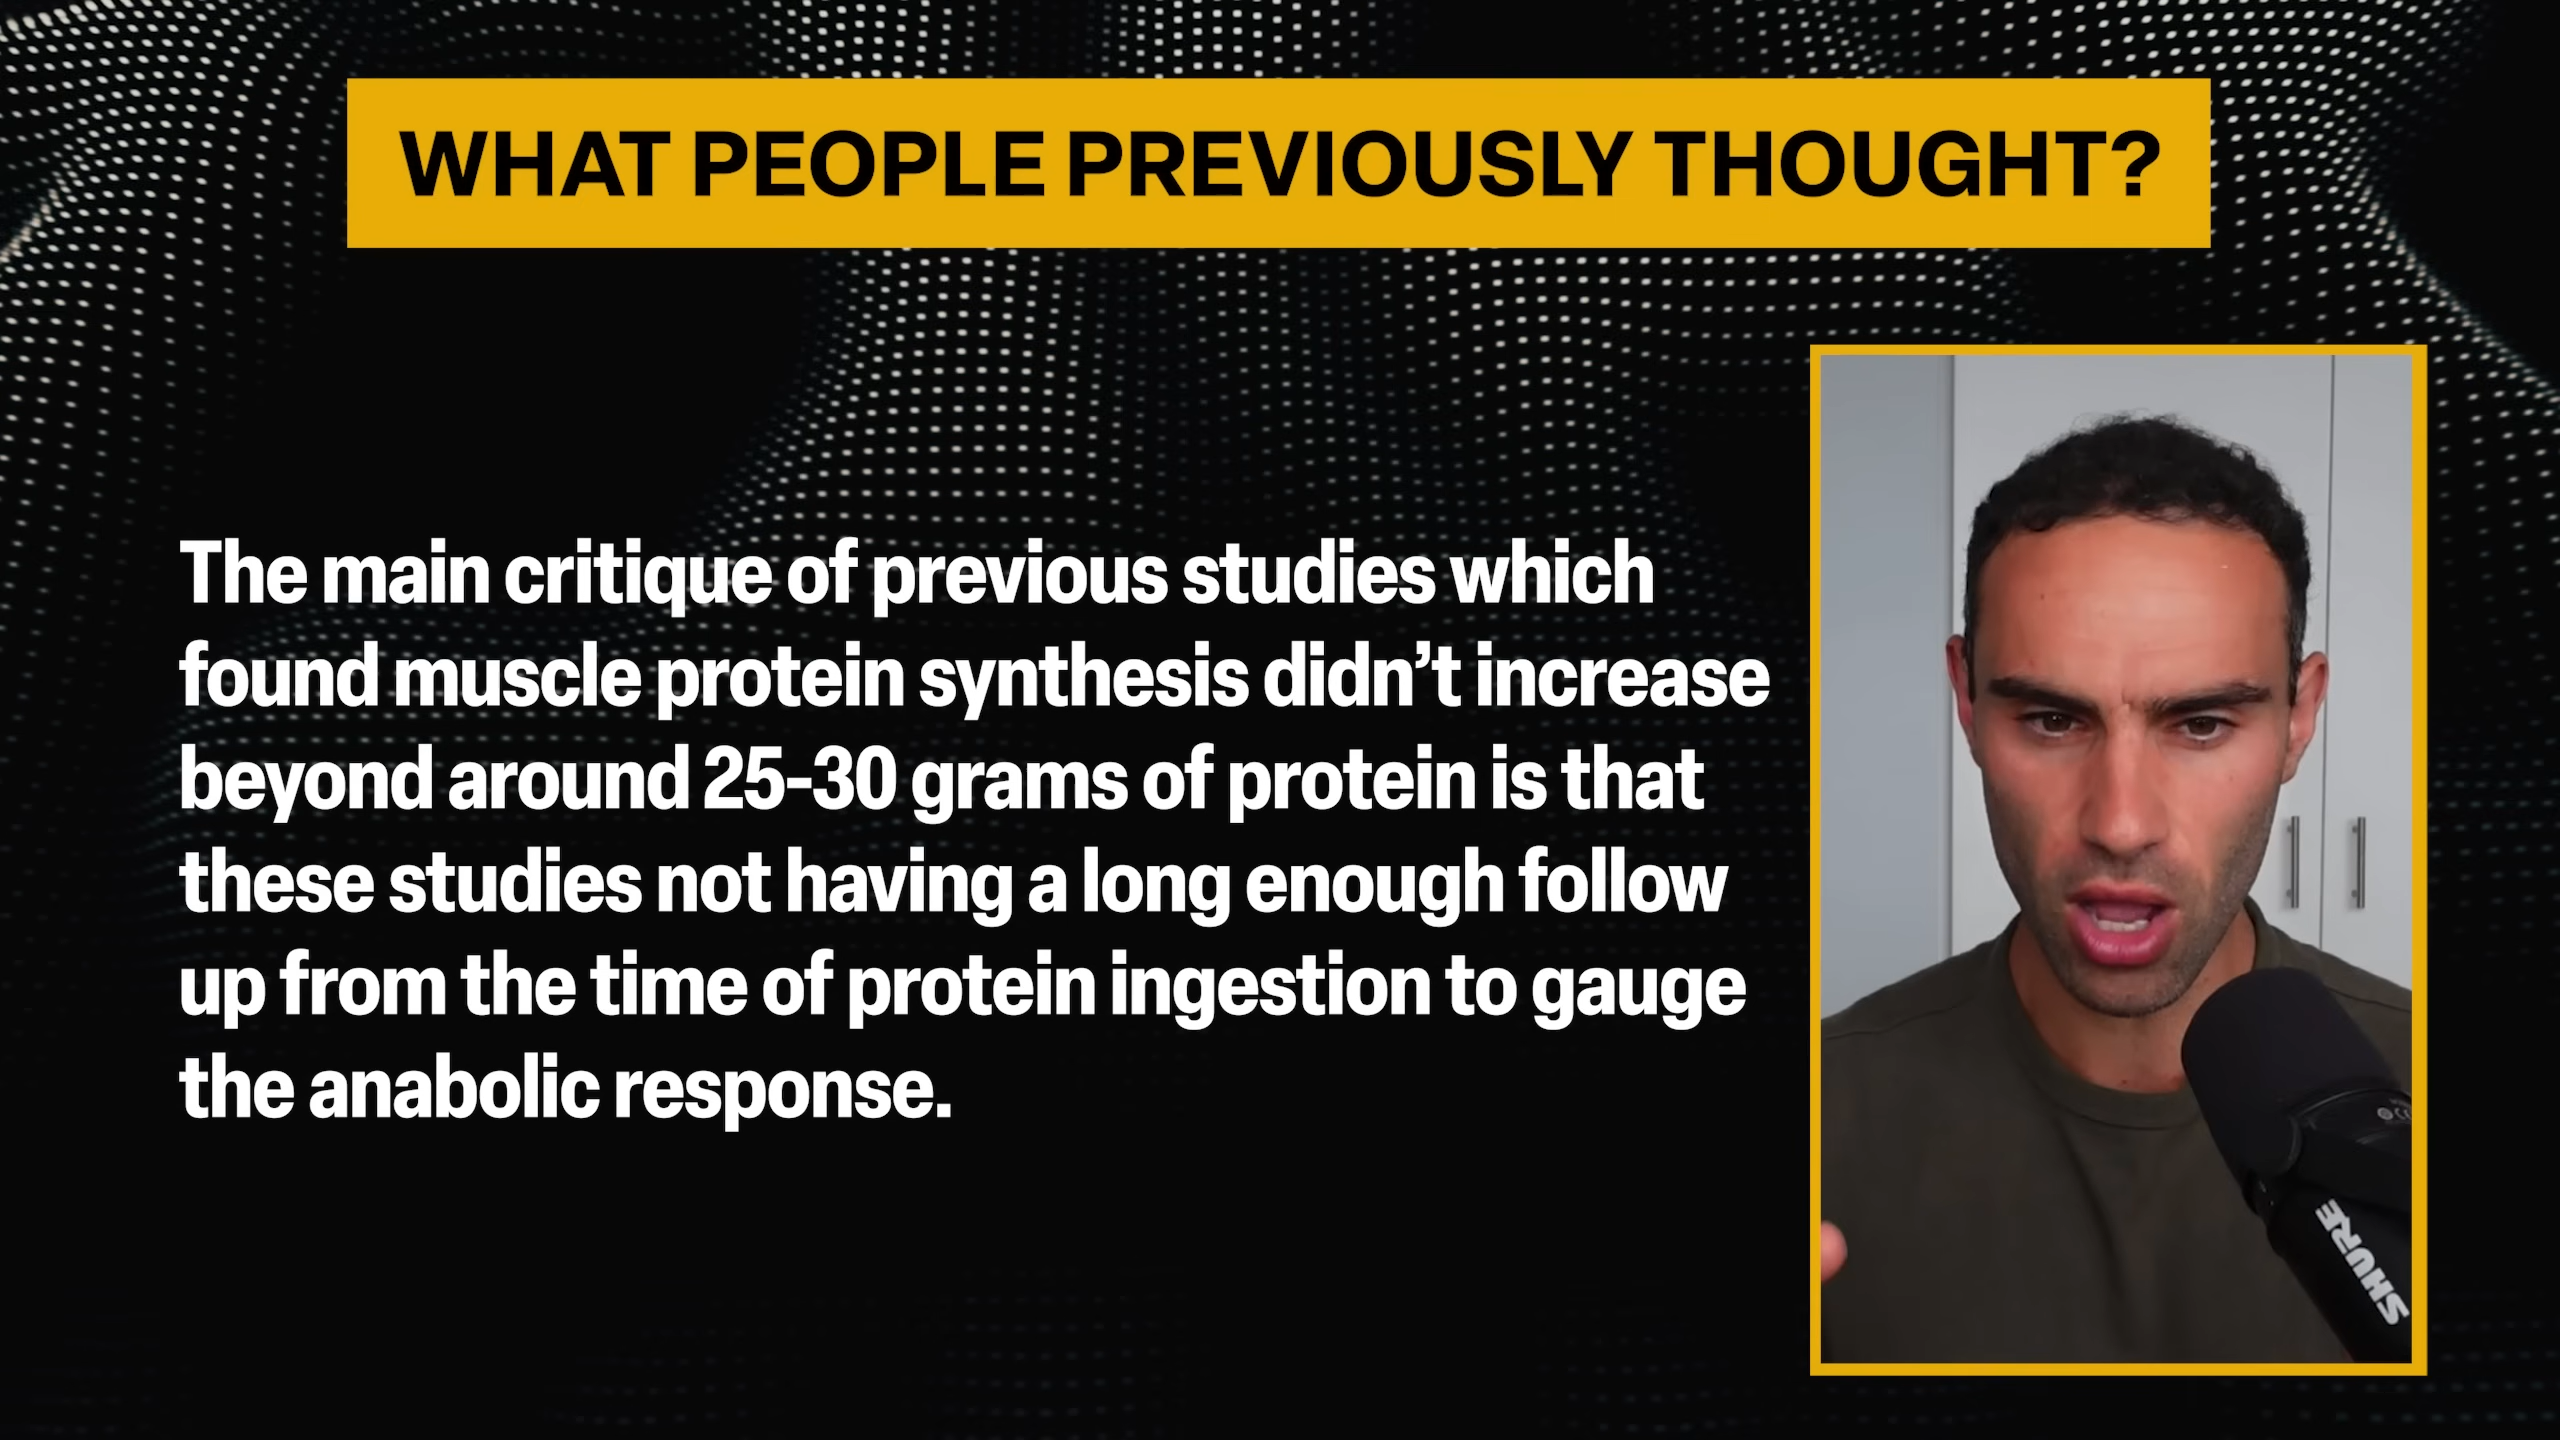 WHAT PEOPLE PREVIOUSLY THOUGHT?
The main critique of previous studies which
found muscle protein synthesis didn’t increase
beyond around 25-30 grams of protein is that
these studies not having a long enough follow
up from the time of protein ingestion to gauge
the anabolic response.
SHURE